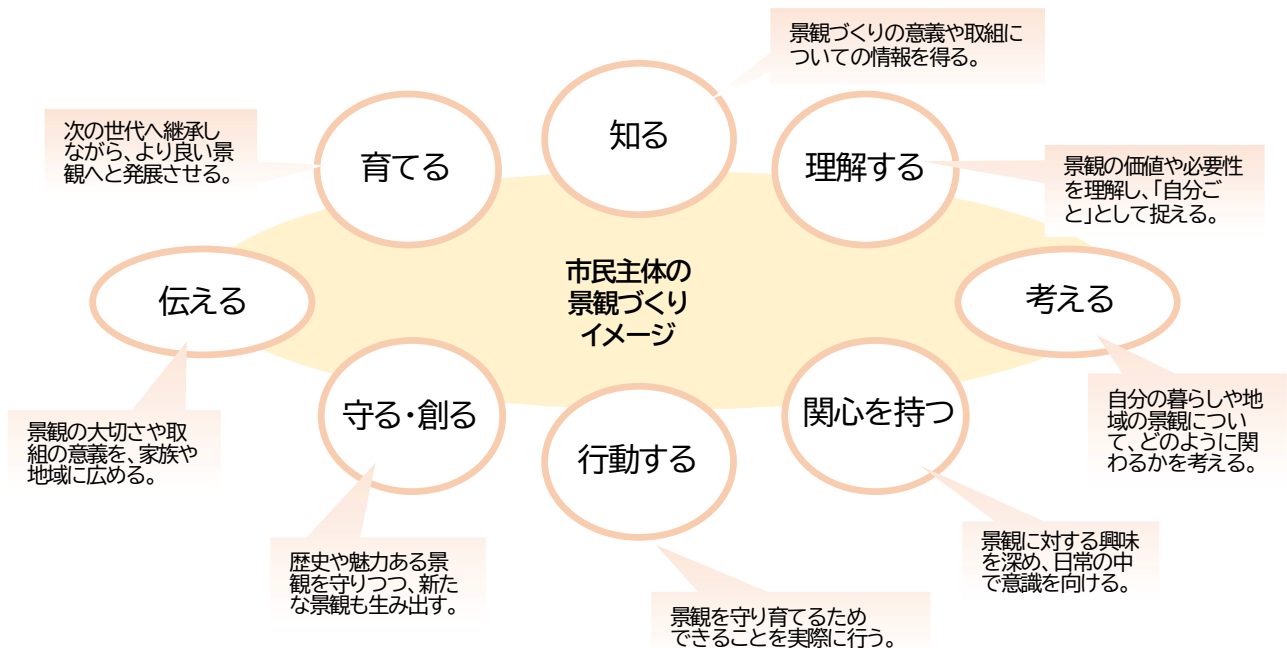 景観づくりの意義や取組に
ついての情報を得る。
知る
次の世代へ継承し
ながら、より良い景
観へと発展させる。
育てる
理解する
景観の価値や必要性
を理解し、「自分ご
と」として捉える。
市民主体の
景観づくり
イメージ
伝える
考える
守る・創る
関心を持つ
行動する
景観の大切さや取
組の意義を、家族や
地域に広める。
自分の暮らしや地
域の景観につい
て、どのように関
わるかを考える。
歴史や魅力ある景
観を守りつつ、新た
な景観も生み出す。
景観に対する興味
を深め、日常の中
で意識を向ける。
景観を守り育てるため
できることを実際に行う。